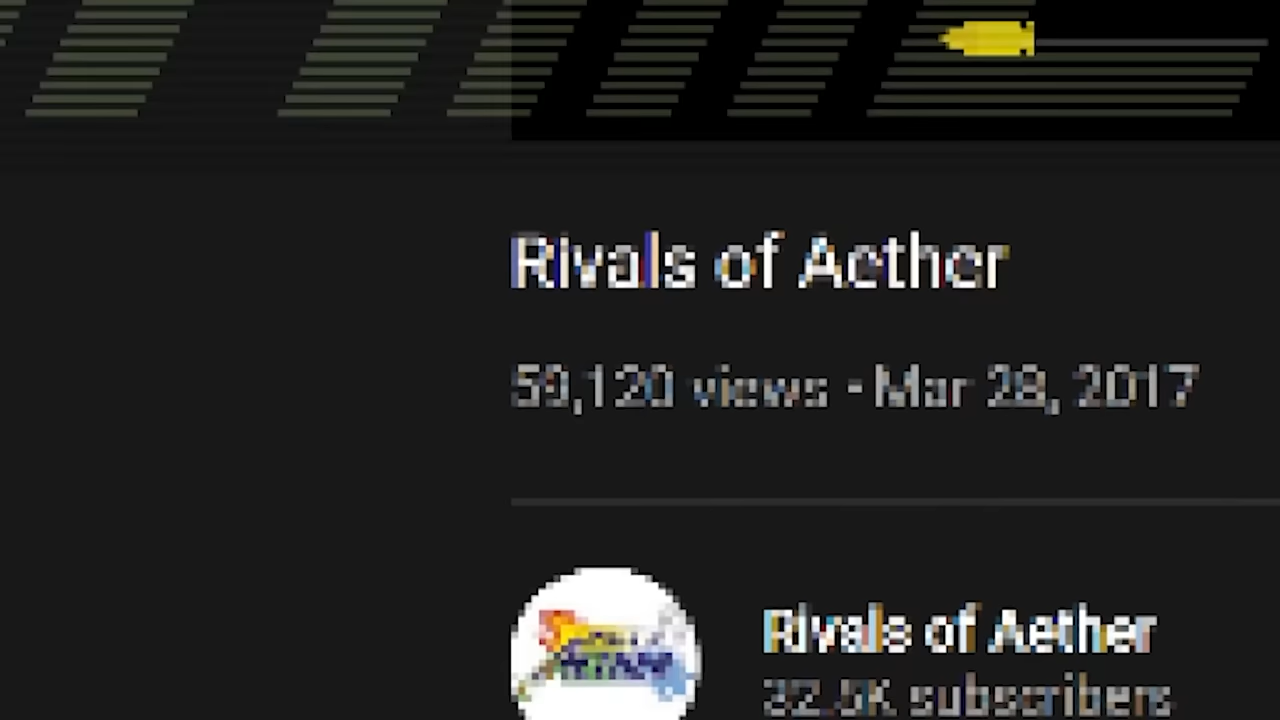 Rivals of Aether
59,120 views · Mar 28, 2017
Rivals of Aether
subscribers